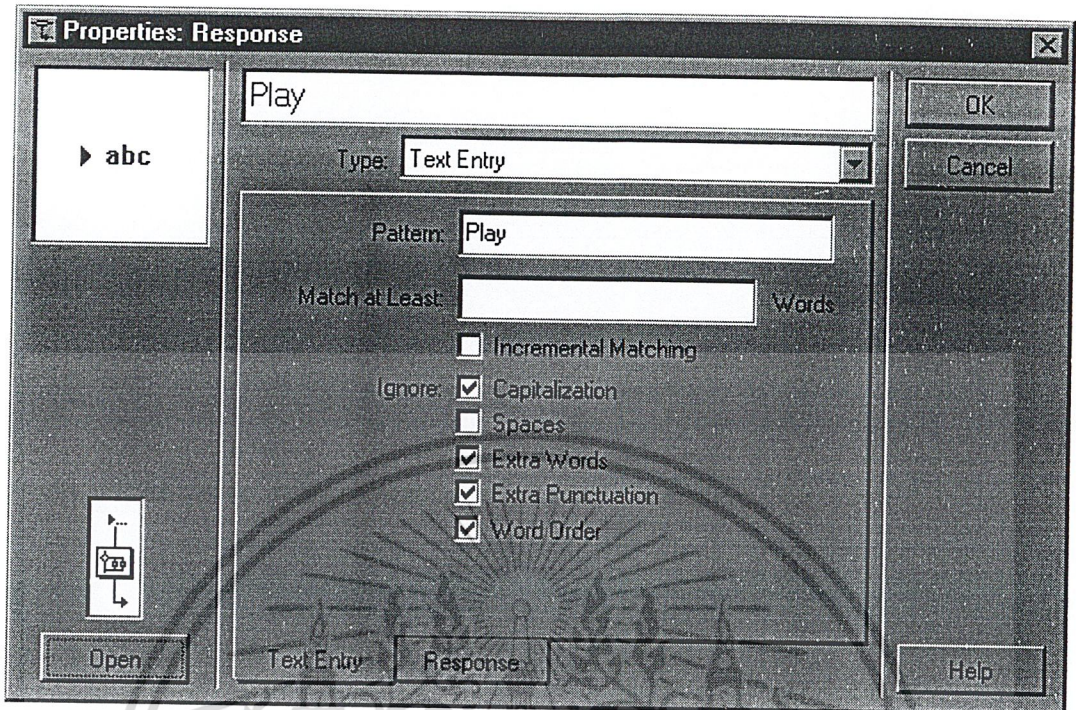 Properties: Response
Play
OK
▶ abc
Type: Text Entry
Cancel
Pattern: Play
Match at Least: Words
Incremental Matching
Ignore: Capitalization
Spaces
Extra Words
Extra Punctuation
Word Order
Open
Text Entry
Response
Help